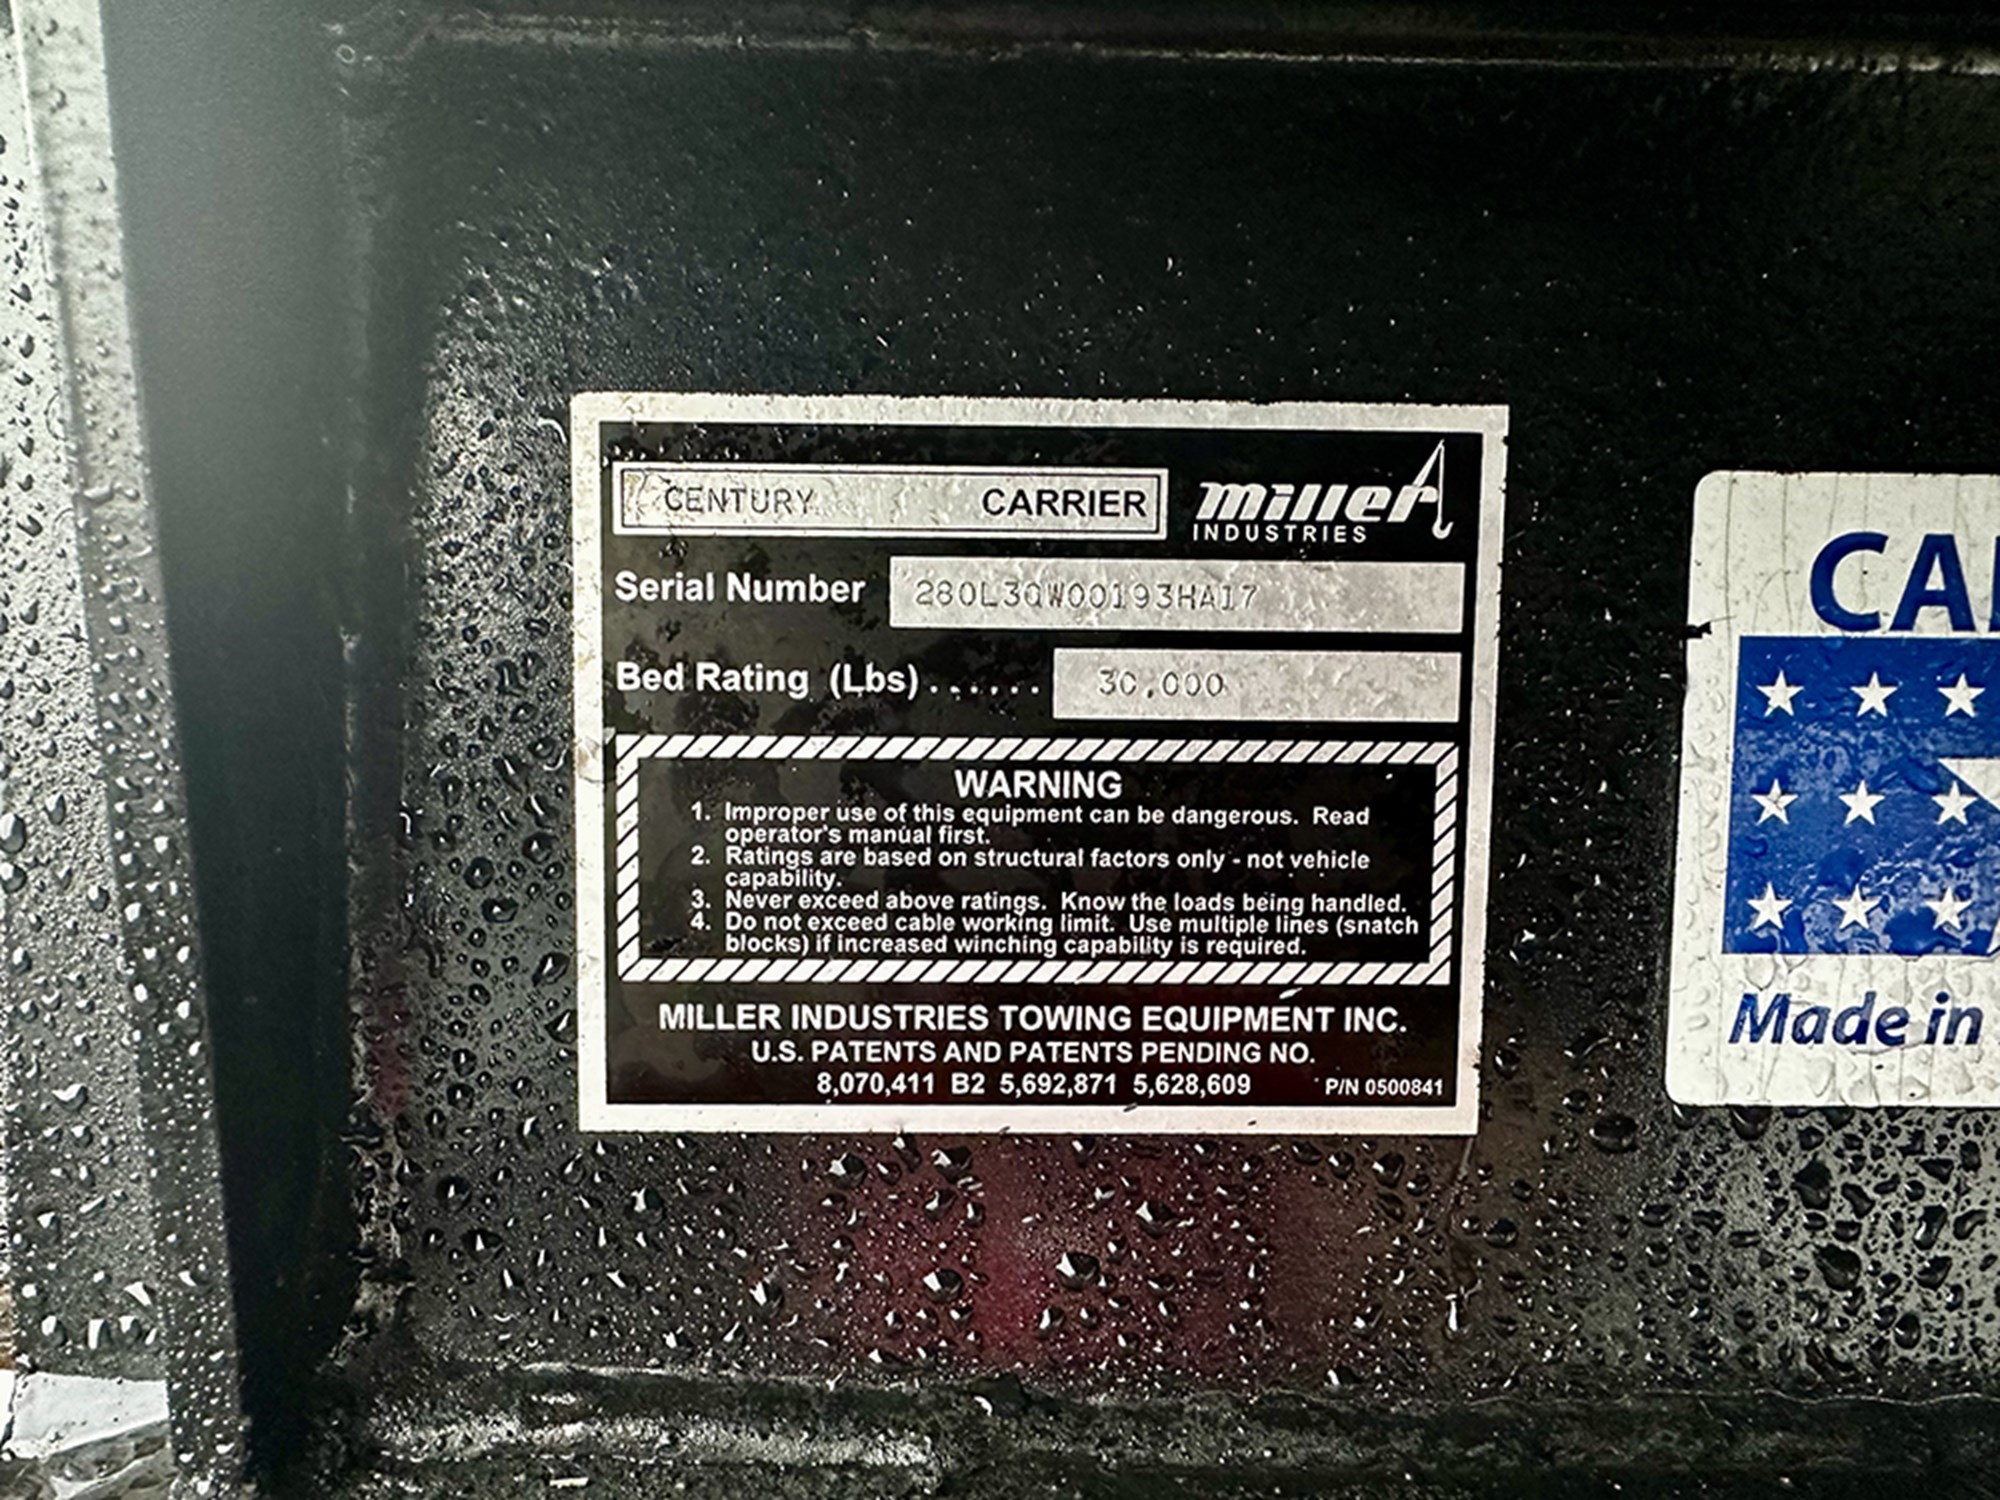 CENTURY CARRIER
miller
INDUSTRIES
Serial Number 280L3QW00193HA17
Bed Rating (Lbs)...... 30,000
WARNING
1. Improper use of this equipment can be dangerous. Read
operator's manual first.
2. Ratings are based on structural factors only - not vehicle
capability.
3. Never exceed above ratings. Know the loads being handled.
4. Do not exceed cable working limit. Use multiple lines (snatch
blocks) if increased winching capability is required.
MILLER INDUSTRIES TOWING EQUIPMENT INC.
U.S. PATENTS AND PATENTS PENDING NO.
8,070,411 B2 5,692,871 5,628,609 P/N 0500841
Made in